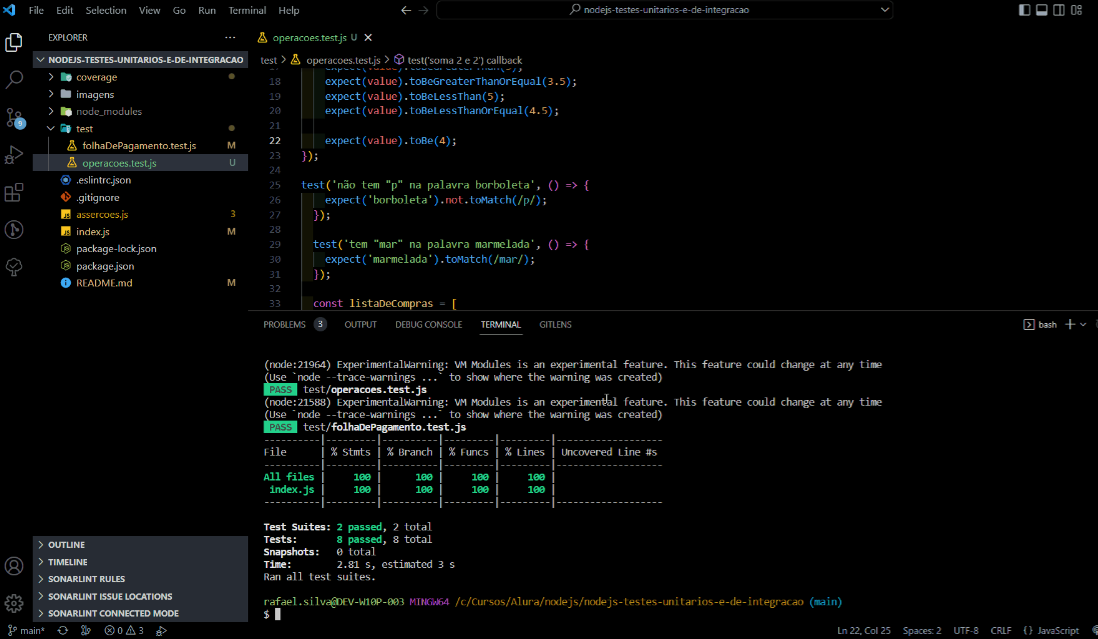 File Edit Selection View Go Run Terminal Help
nodejs-testes-unitarios-e-de-integracao
EXPLORER
NODEJS-TESTES-UNITARIOS-E-DE-INTEGRACAO
coverage
imagens
node_modules
test
folhaDePagamento.test.js M
operacoes.test.js U
.eslintrc.json
.gitignore
assercoes.js 3
index.js M
package-lock.json
package.json
README.md M
9
OUTLINE
TIMELINE
SONARLINT RULES
SONARLINT ISSUE LOCATIONS
SONARLINT CONNECTED MODE
operacoes.test.js U
test > operacoes.test.js > test('soma 2 e 2') callback
18 expect(value).toBeGreaterThanOrEqual(3.5);
19 expect(value).toBeLessThan(5);
20 expect(value).toBeLessThanOrEqual(4.5);
21
22 expect(value).toBe(4);
23 });
24
25 test('não tem "p" na palavra borboleta', () => {
26 expect('borboleta').not.toMatch(/p/);
27 });
28
29 test('tem "mar" na palavra marmelada', () => {
30 expect('marmelada').toMatch(/mar/);
31 });
32
33 const listaDeCompras = [
PROBLEMS 3 OUTPUT DEBUG CONSOLE TERMINAL GITLENS
bash
(node:21964) ExperimentalWarning: VM Modules is an experimental feature. This feature could change at any time
(Use `node --trace-warnings ...` to show where the warning was created)
PASS test/operacoes.test.js
(node:21588) ExperimentalWarning: VM Modules is an experimental feature. This feature could change at any time
(Use `node --trace-warnings ...` to show where the warning was created)
PASS test/folhaDePagamento.test.js
----------|---------|----------|---------|---------|-------------------
File | % Stmts | % Branch | % Funcs | % Lines | Uncovered Line #s
----------|---------|----------|---------|---------|-------------------
All files | 100 | 100 | 100 | 100 |
index.js | 100 | 100 | 100 | 100 |
----------|---------|----------|---------|---------|-------------------
Test Suites: 2 passed, 2 total
Tests: 8 passed, 8 total
Snapshots: 0 total
Time: 2.81 s, estimated 3 s
Ran all test suites.
rafael.silva@DEV-W10P-003 MINGW64 /c/Cursos/Alura/nodejs/nodejs-testes-unitarios-e-de-integracao (main)
$
main* 0 3 Ln 22, Col 25 Spaces: 2 UTF-8 CRLF {} JavaScript